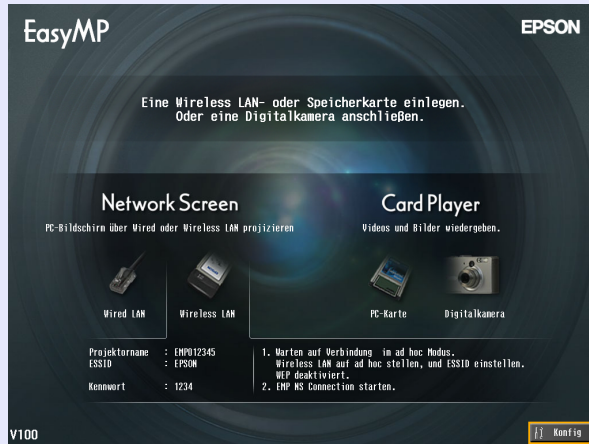 EasyMP
EPSON
Eine Wireless LAN- oder Speicherkarte einlegen.
Oder eine Digitalkamera anschließen.
Network Screen
PC-Bildschirm über Wired oder Wireless LAN projizieren
Wired LAN
Wireless LAN
Card Player
Videos und Bilder wiedergeben.
PC-Karte
Digitalkamera
Projektorname : EMP012345
ESSID : EPSON
Kennwort : 1234
1. Warten auf Verbindung im ad hoc Modus.
Wireless LAN auf ad hoc stellen, und ESSID einstellen.
WEP deaktiviert.
2. EMP NS Connection starten.
V100
Konfig